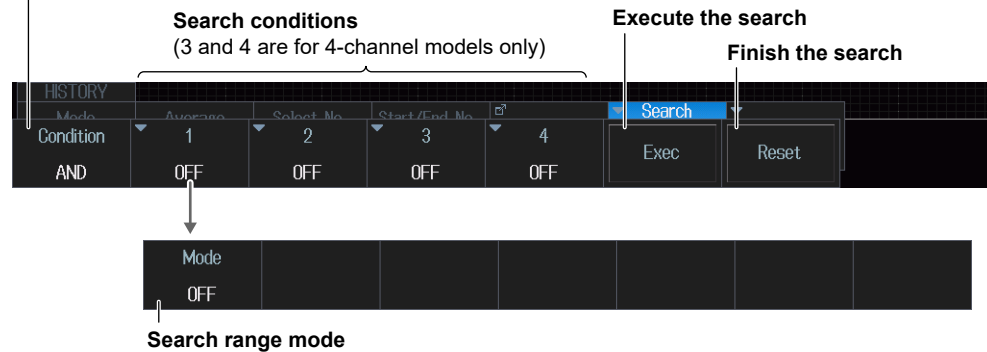 Search conditions
(3 and 4 are for 4-channel models only)
Execute the search
Finish the search
HISTORY
Mode Average Select No. Start/End No. Search
Condition 1 2 3 4 Exec Reset
AND OFF OFF OFF OFF
Mode
OFF
Search range mode